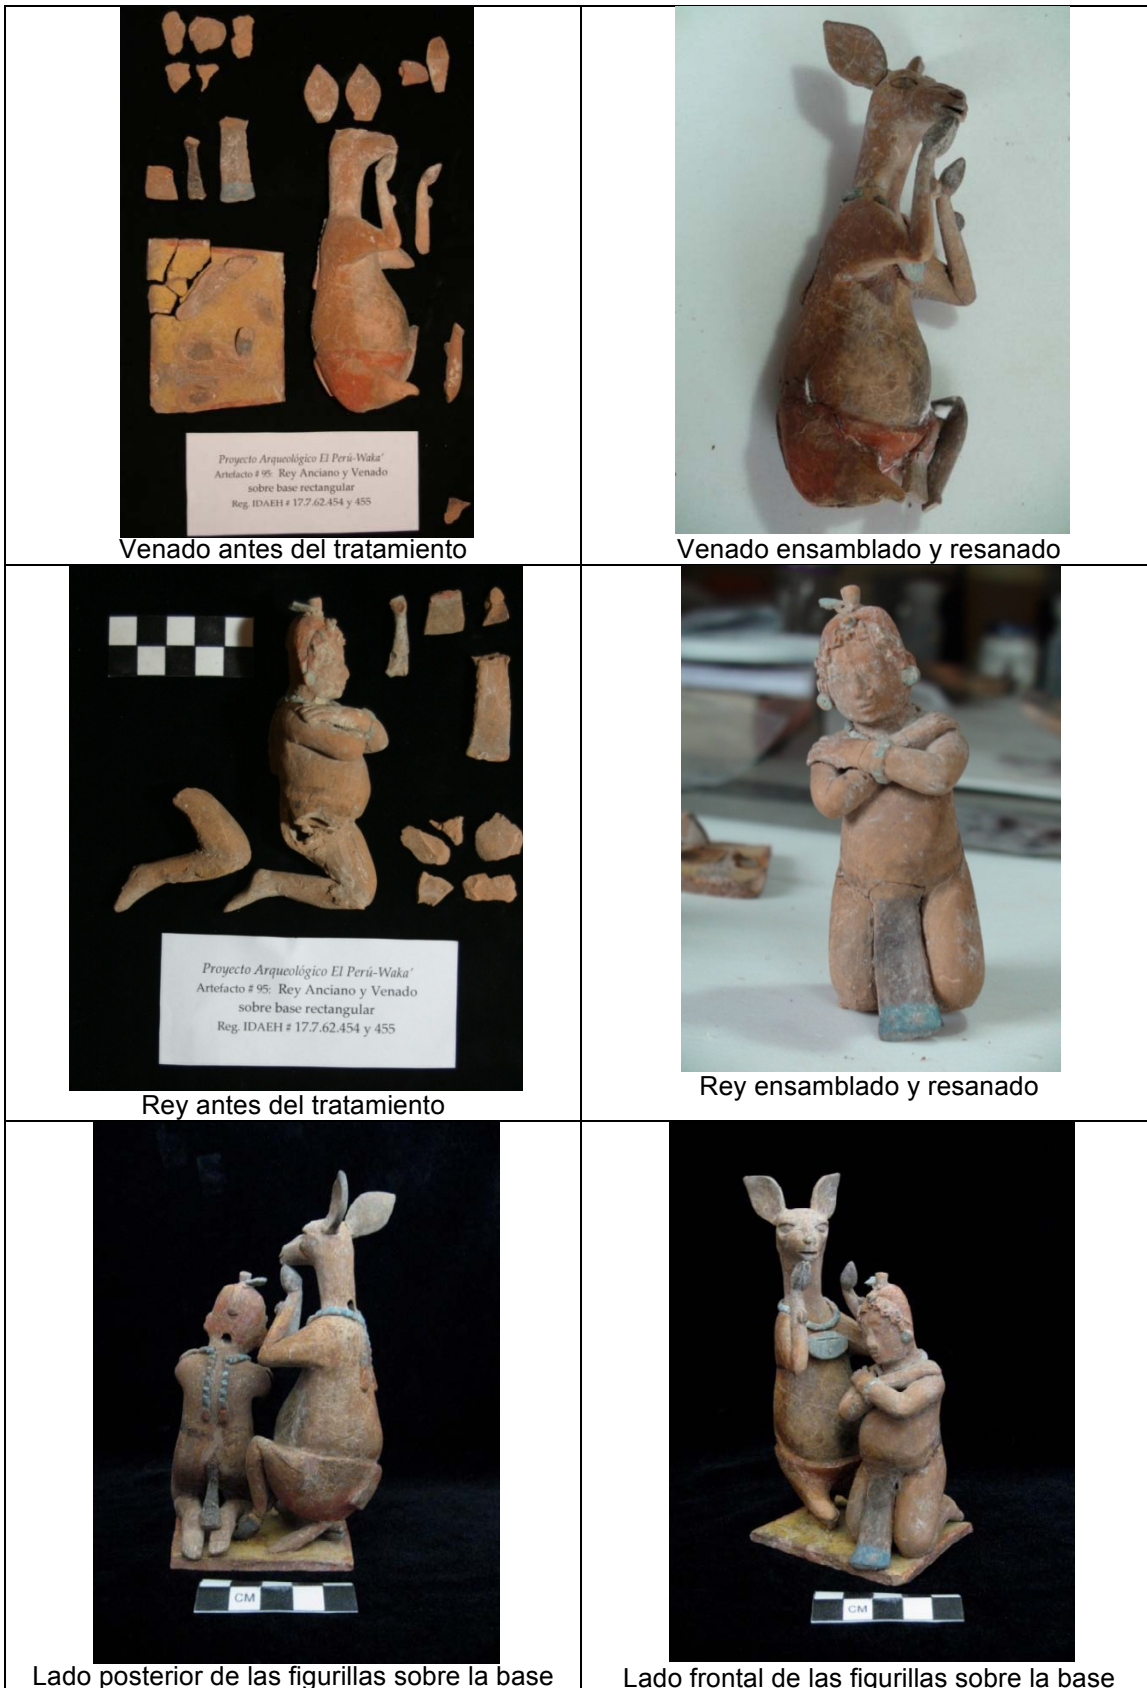 Proyecto Arqueológico El Perú-Waka'
Artefacto # 95: Rey Anciano y Venado
sobre base rectangular
Reg. IDAEH # 17.7.62.454 y 455
Venado antes del tratamiento
Venado ensamblado y resanado
Proyecto Arqueológico El Perú-Waka'
Artefacto # 95: Rey Anciano y Venado
sobre base rectangular
Reg. IDAEH # 17.7.62.454 y 455
Rey antes del tratamiento
Rey ensamblado y resanado
CM
Lado posterior de las figurillas sobre la base
CM
Lado frontal de las figurillas sobre la base